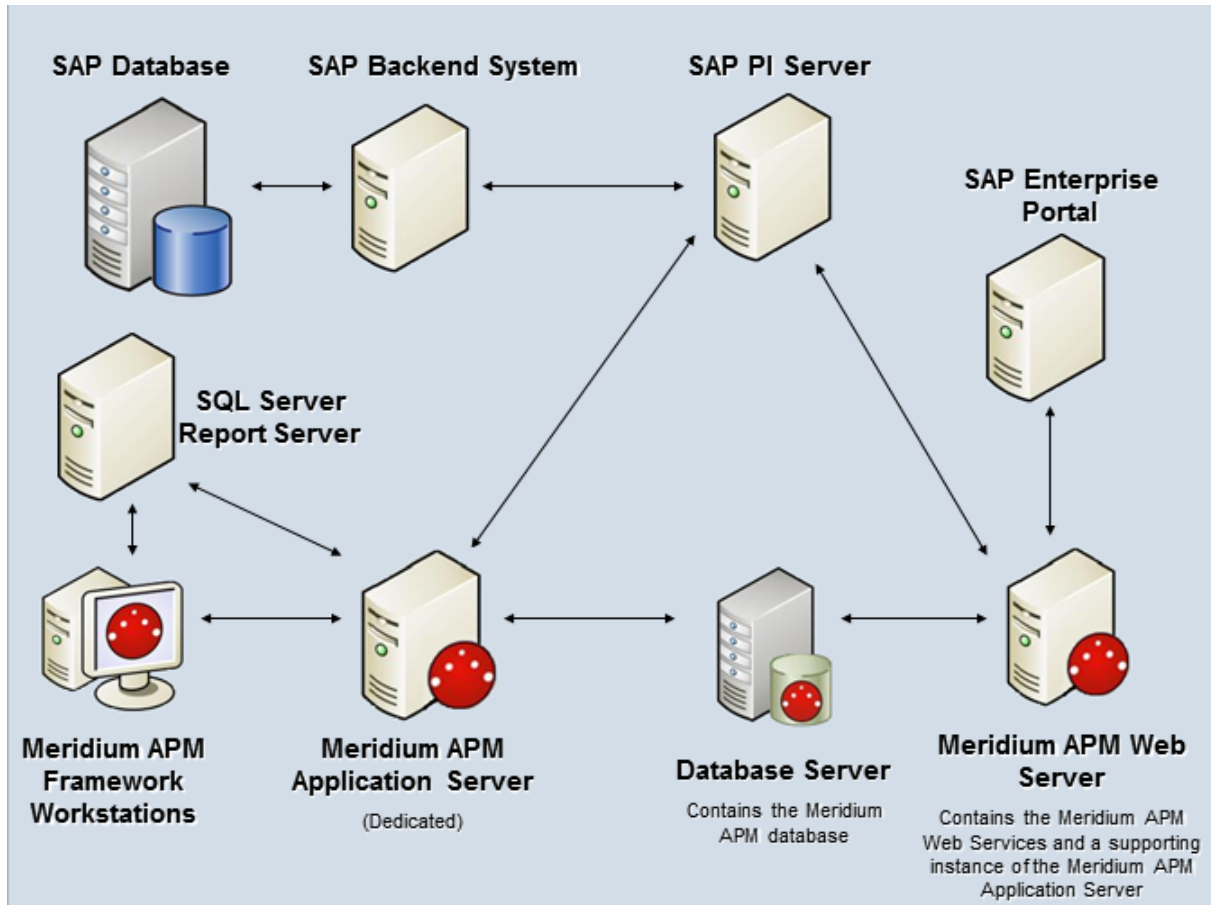 SAP Database
SAP Backend System
SAP PI Server
SAP Enterprise
Portal
SQL Server
Report Server
Meridium APM
Framework
Workstations
Meridium APM
Application Server
(Dedicated)
Database Server
Contains the Meridium
APM database
Meridium APM Web
Server
Contains the Meridium APM
Web Services and a supporting
instance of the Meridium APM
Application Server